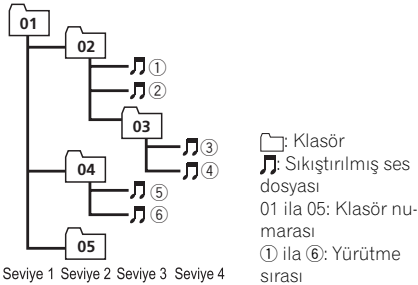 01
02
①
②
03
③
④
04
⑤
⑥
05
Seviye 1 Seviye 2 Seviye 3 Seviye 4
: Klasör
: Sıkıştırılmış ses
dosyası
01 ila 05: Klasör nu-
marası
① ila ⑥: Yürütme
sırası